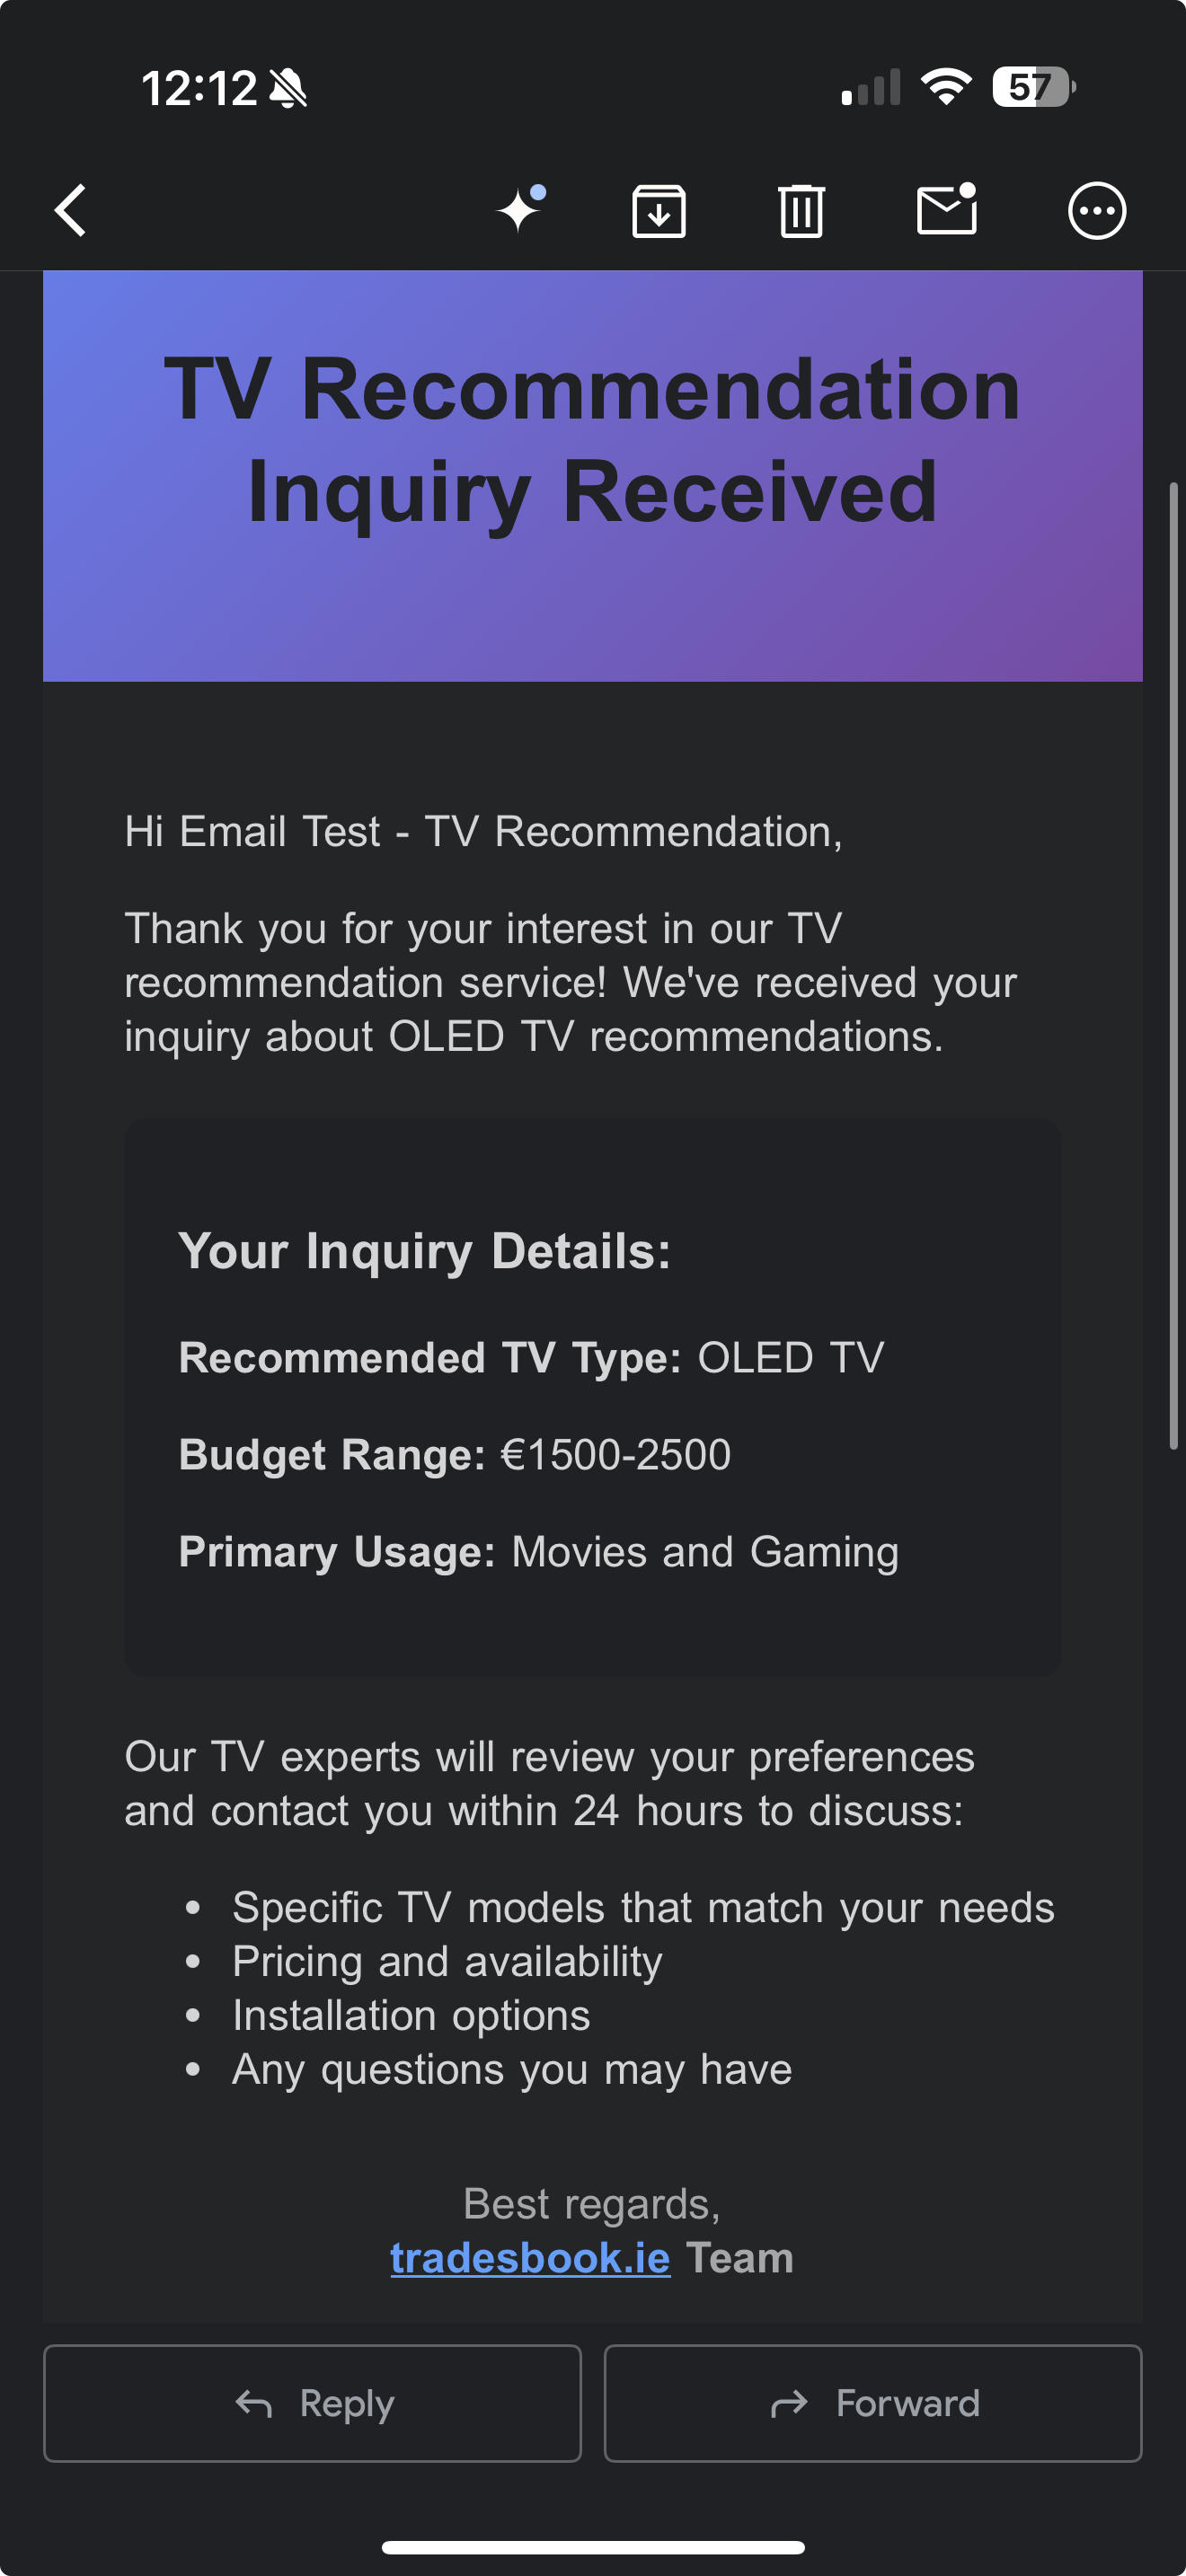 12:12
57
TV Recommendation
Inquiry Received
Hi Email Test - TV Recommendation,
Thank you for your interest in our TV
recommendation service! We've received your
inquiry about OLED TV recommendations.
Your Inquiry Details:
Recommended TV Type: OLED TV
Budget Range: €1500-2500
Primary Usage: Movies and Gaming
Our TV experts will review your preferences
and contact you within 24 hours to discuss:
• Specific TV models that match your needs
• Pricing and availability
• Installation options
• Any questions you may have
Best regards,
tradesbook.ie Team
Reply
Forward